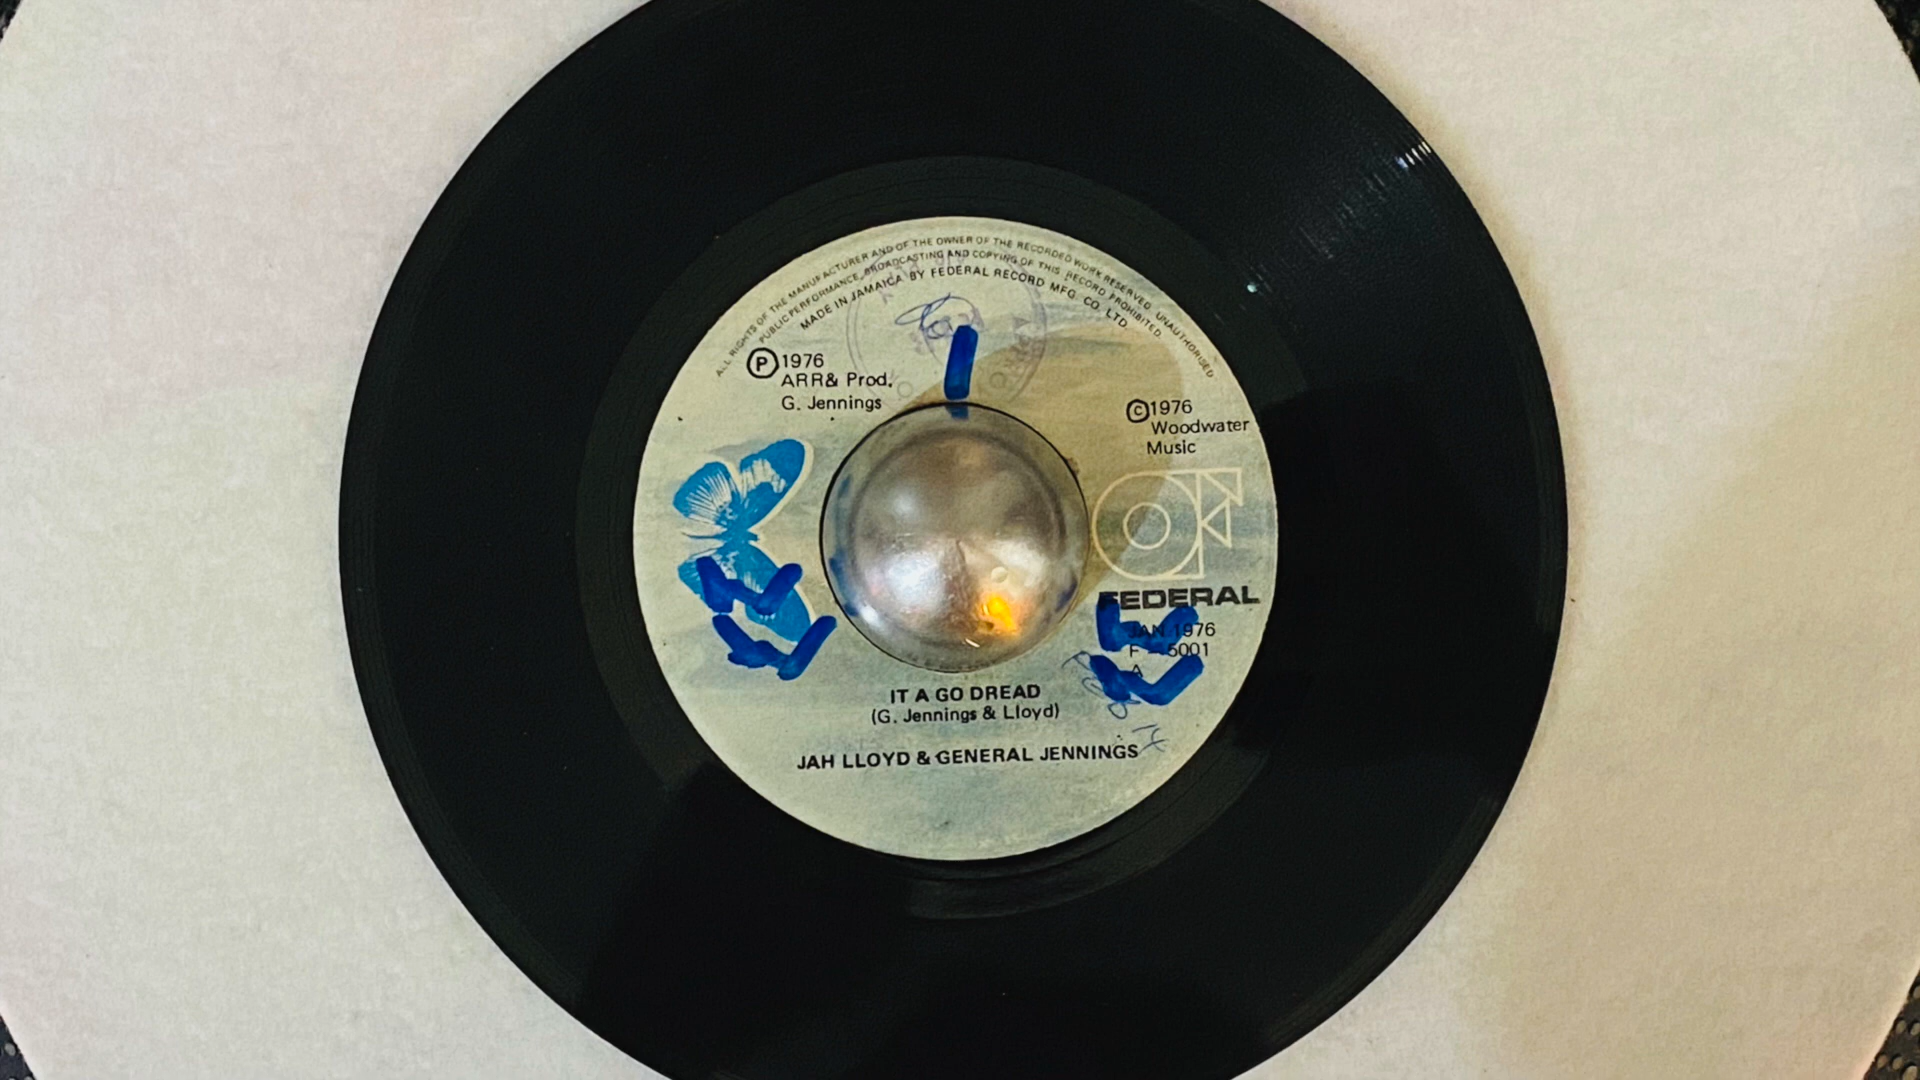 ALL RIGHTS OF THE MANUFACTURER AND OF THE OWNER OF THE RECORDED WORK RESERVED. UNAUTHORISED
PUBLIC PERFORMANCE, BROADCASTING AND COPYING OF THIS RECORD PROHIBITED.
MADE IN JAMAICA BY FEDERAL RECORD MFG. CO. LTD.
Ⓟ 1976
ARR& Prod.
G. Jennings
© 1976
Woodwater
Music
FEDERAL
JAN 1976
F - 5001
A
IT A GO DREAD
(G. Jennings & Lloyd)
JAH LLOYD & GENERAL JENNINGS